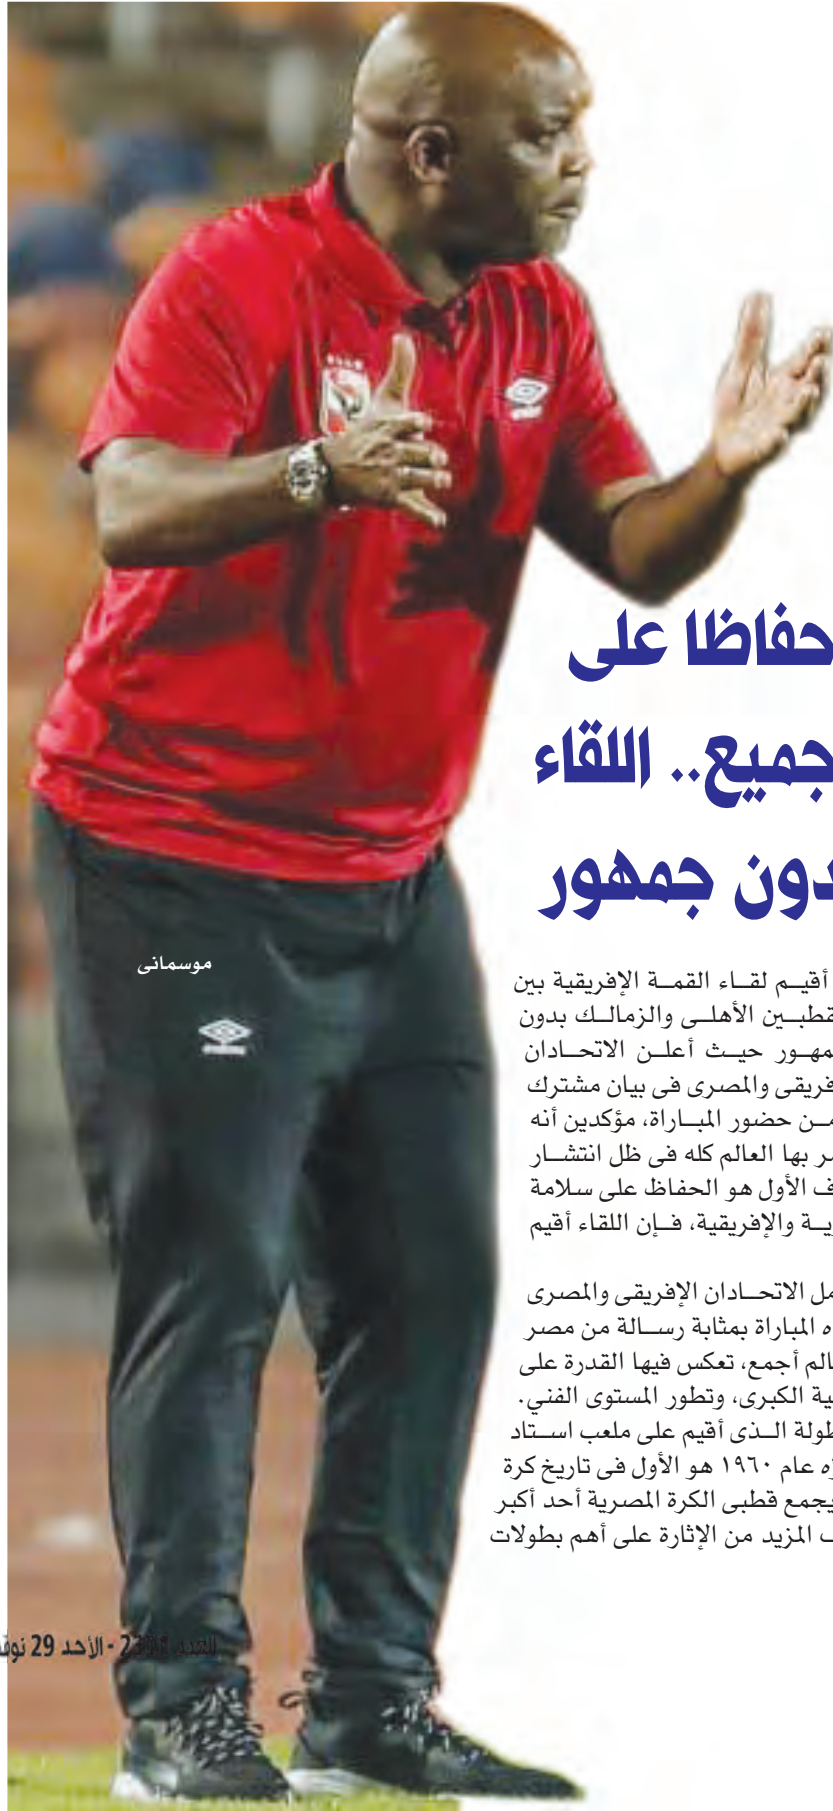 حفاظا على
جميع.. اللقاء
دون جمهور
موسمانى
أقيم لقاء القمة الإفريقية بين
قطبين الأهلى والزمالك بدون
مهور حيث أعلن الاتحادان
فريقى والمصرى فى بيان مشترك
من حضور المباراة، مؤكدين أنه
مر بها العالم كله فى ظل انتشار
ف الأول هو الحفاظ على سلامة
ية والإفريقية، فإن اللقاء أقيم
مل الاتحادان الإفريقى والمصرى
ه المباراة بمثابة رسالة من مصر
الم أجمع، تعكس فيها القدرة على
ية الكبرى، وتطور المستوى الفني.
طولة الذى أقيم على ملعب استاد
ه عام ١٩٦٠ هو الأول فى تاريخ كرة
يجمع قطبى الكرة المصرية أحد أكبر
ف المزيد من الإثارة على أهم بطولات
العدد - الأحد 29 نوف